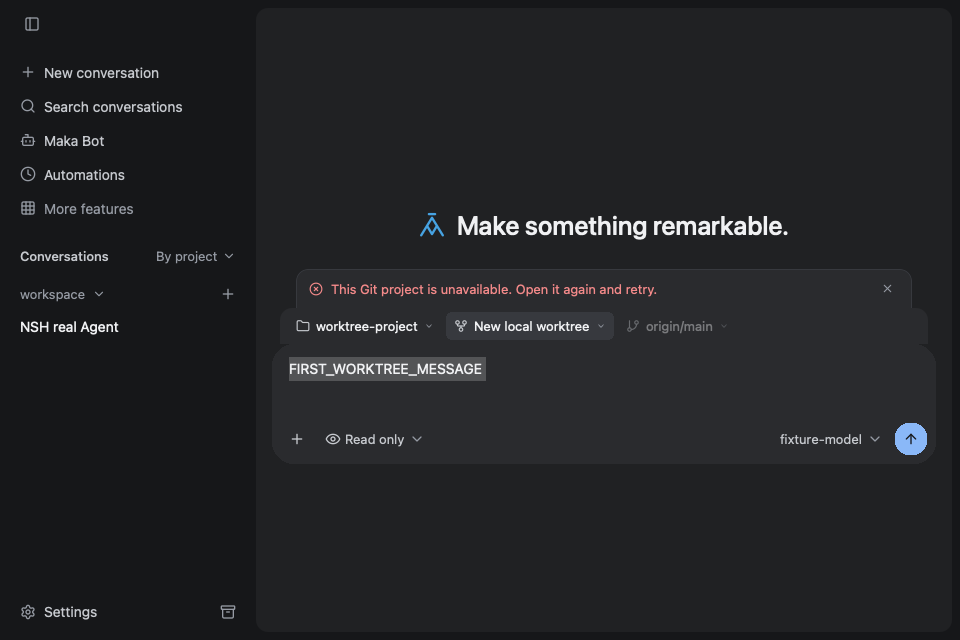 New conversation
Search conversations
Maka Bot
Automations
More features
Conversations By project
workspace
NSH real Agent
Settings
Make something remarkable.
This Git project is unavailable. Open it again and retry.
worktree-project New local worktree origin/main
FIRST_WORKTREE_MESSAGE
Read only fixture-model